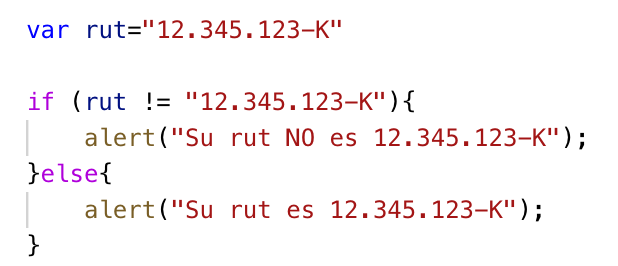 var rut="12.345.123-K"
if (rut != "12.345.123-K"){
alert("Su rut NO es 12.345.123-K");
}else{
alert("Su rut es 12.345.123-K");
}